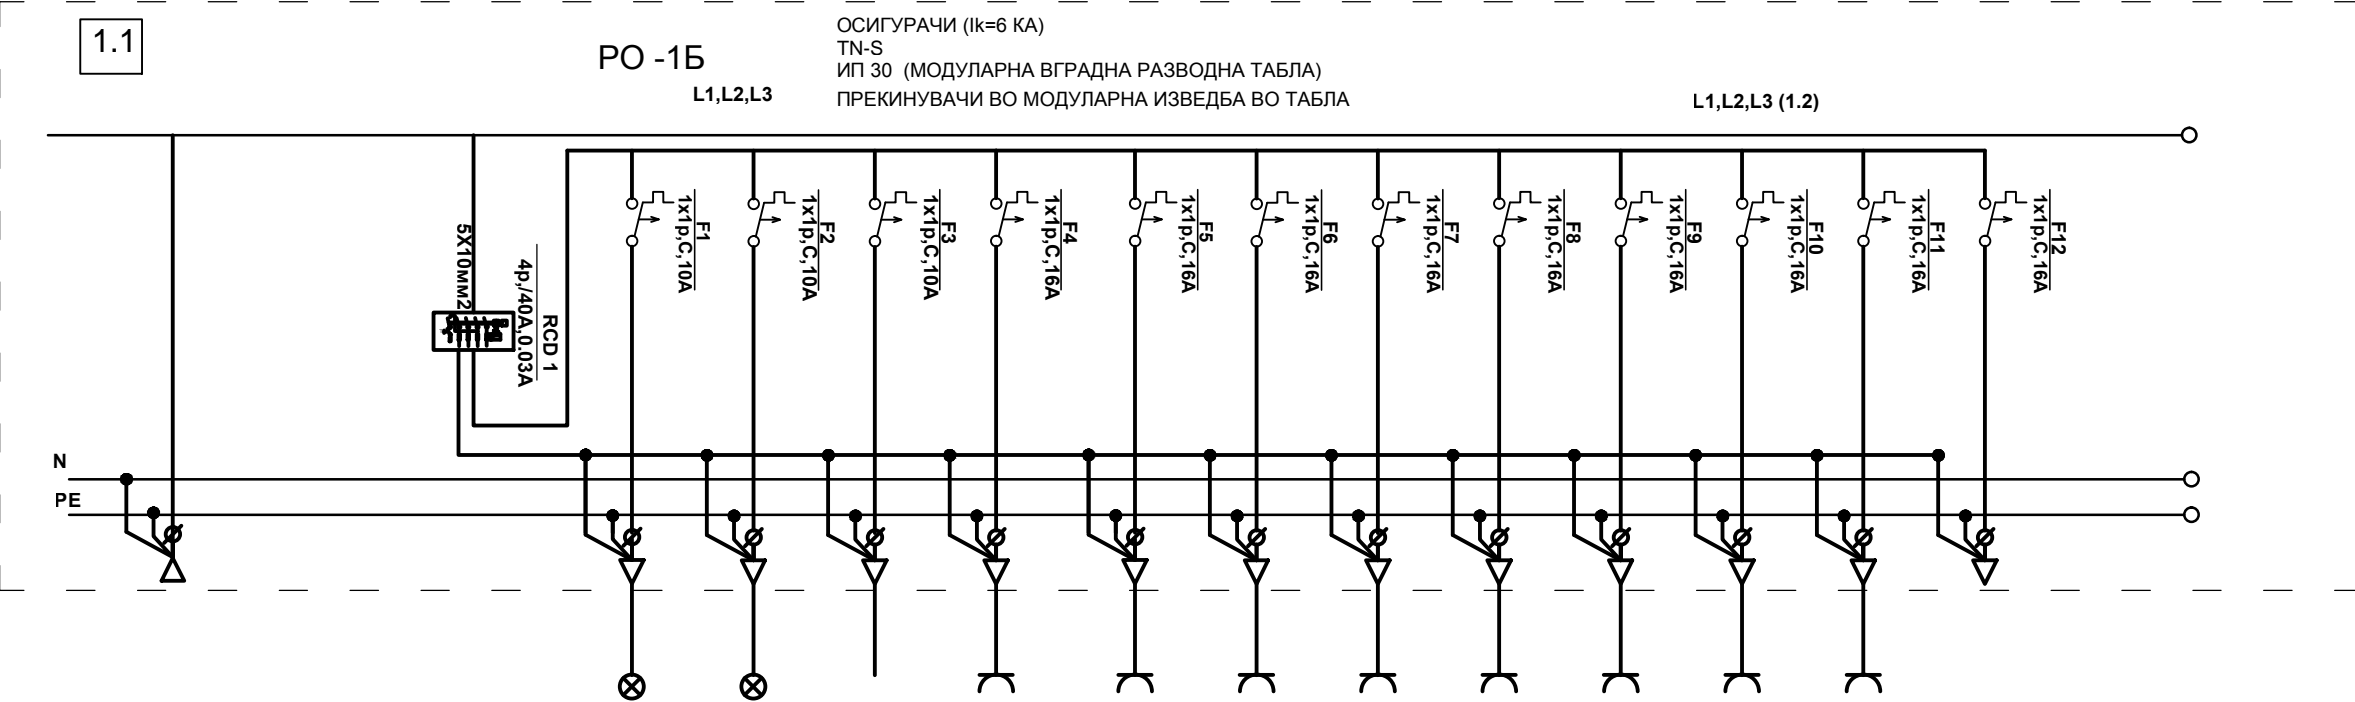 1.1
РО -1Б
L1,L2,L3
ОСИГУРАЧИ (Ik=6 КА)
TN-S
ИП 30 (МОДУЛАРНА ВГРАДНА РАЗВОДНА ТАБЛА)
ПРЕКИНУВАЧИ ВО МОДУЛАРНА ИЗВЕДБА ВО ТАБЛА
L1,L2,L3 (1.2)
5X10мм2
RCD 1
4p,/40A,0.03A
F1
1x1p,C,10A
F2
1x1p,C,10A
F3
1x1p,C,10A
F4
1x1p,C,16A
F5
1x1p,C,16A
F6
1x1p,C,16A
F7
1x1p,C,16A
F8
1x1p,C,16A
F9
1x1p,C,16A
F10
1x1p,C,16A
F11
1x1p,C,16A
F12
1x1p,C,16A
N
PE